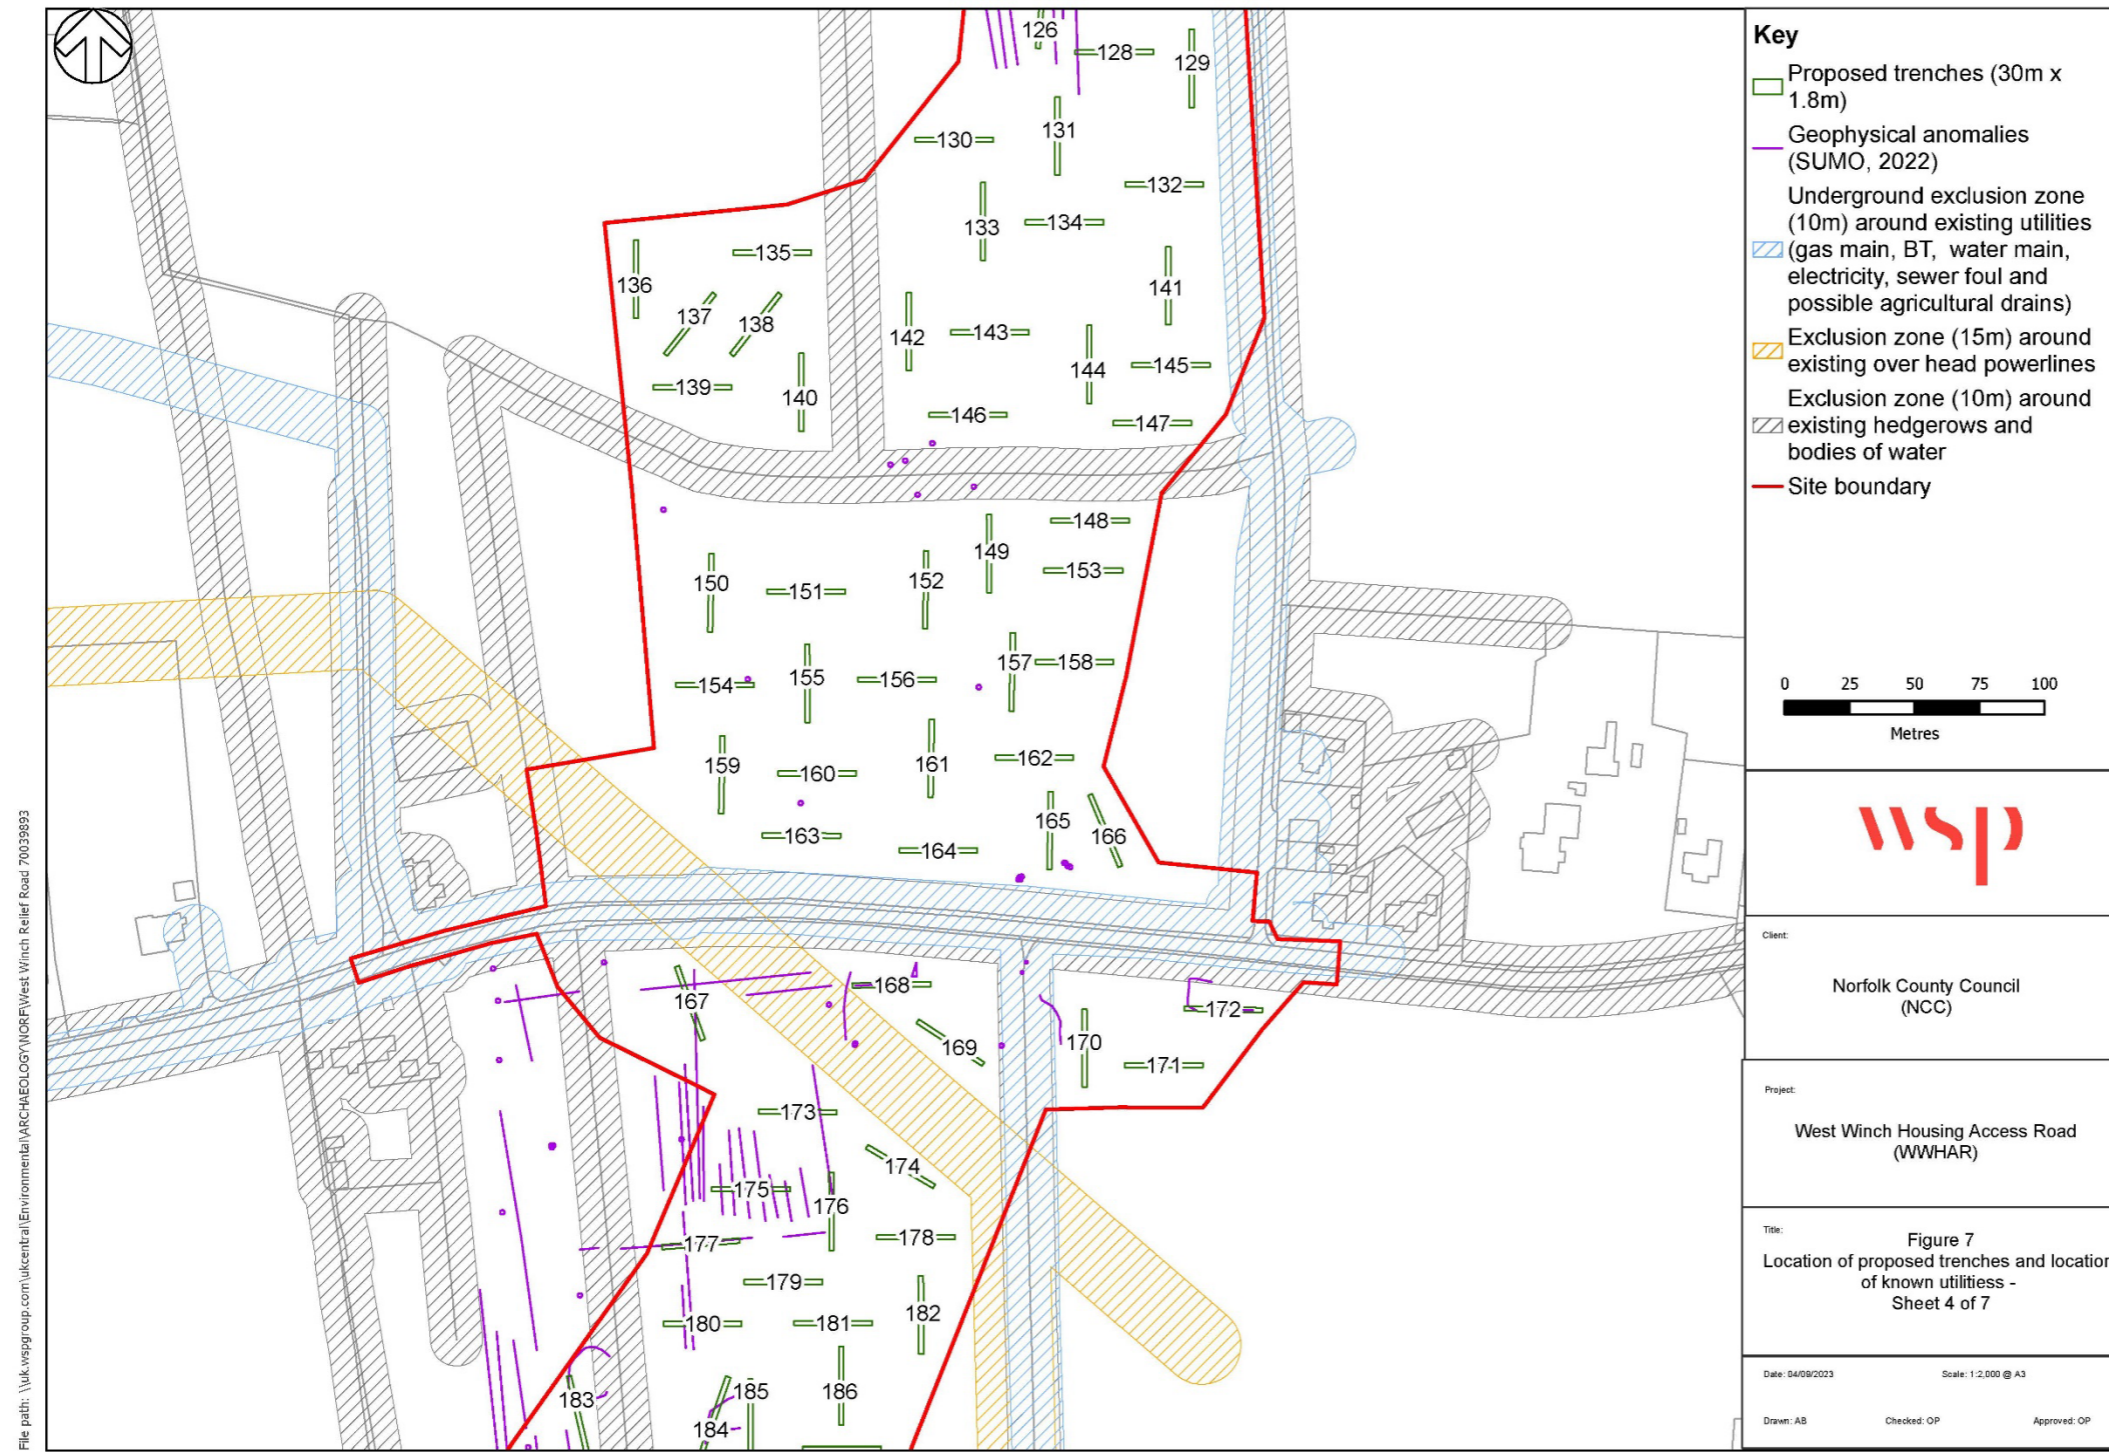 126
128
129
130
131
132
133
134
135
136
137
138
139
140
141
142
143
144
145
146
147
148
149
150
151
152
153
154
155
156
157
158
159
160
161
162
163
164
165
166
167
168
169
170
171
172
173
174
175
176
177
178
179
180
181
182
183
184
185
186
Key
Proposed trenches (30m x
1.8m)
Geophysical anomalies
(SUMO, 2022)
Underground exclusion zone
(10m) around existing utilities
(gas main, BT, water main,
electricity, sewer foul and
possible agricultural drains)
Exclusion zone (15m) around
existing over head powerlines
Exclusion zone (10m) around
existing hedgerows and
bodies of water
Site boundary
0 25 50 75 100
Metres
wsp
Client:
Norfolk County Council
(NCC)
Project:
West Winch Housing Access Road
(WWHAR)
Title:
Figure 7
Location of proposed trenches and location
of known utilitiess -
Sheet 4 of 7
Date: 04/09/2023 Scale: 1:2,000 @ A3
Drawn: AB Checked: OP Approved: OP
File path: \\uk.wspgroup.com\ukcentral\Environmental\ARCHAEOLOGY\NORF\West Winch Relief Road 70039893